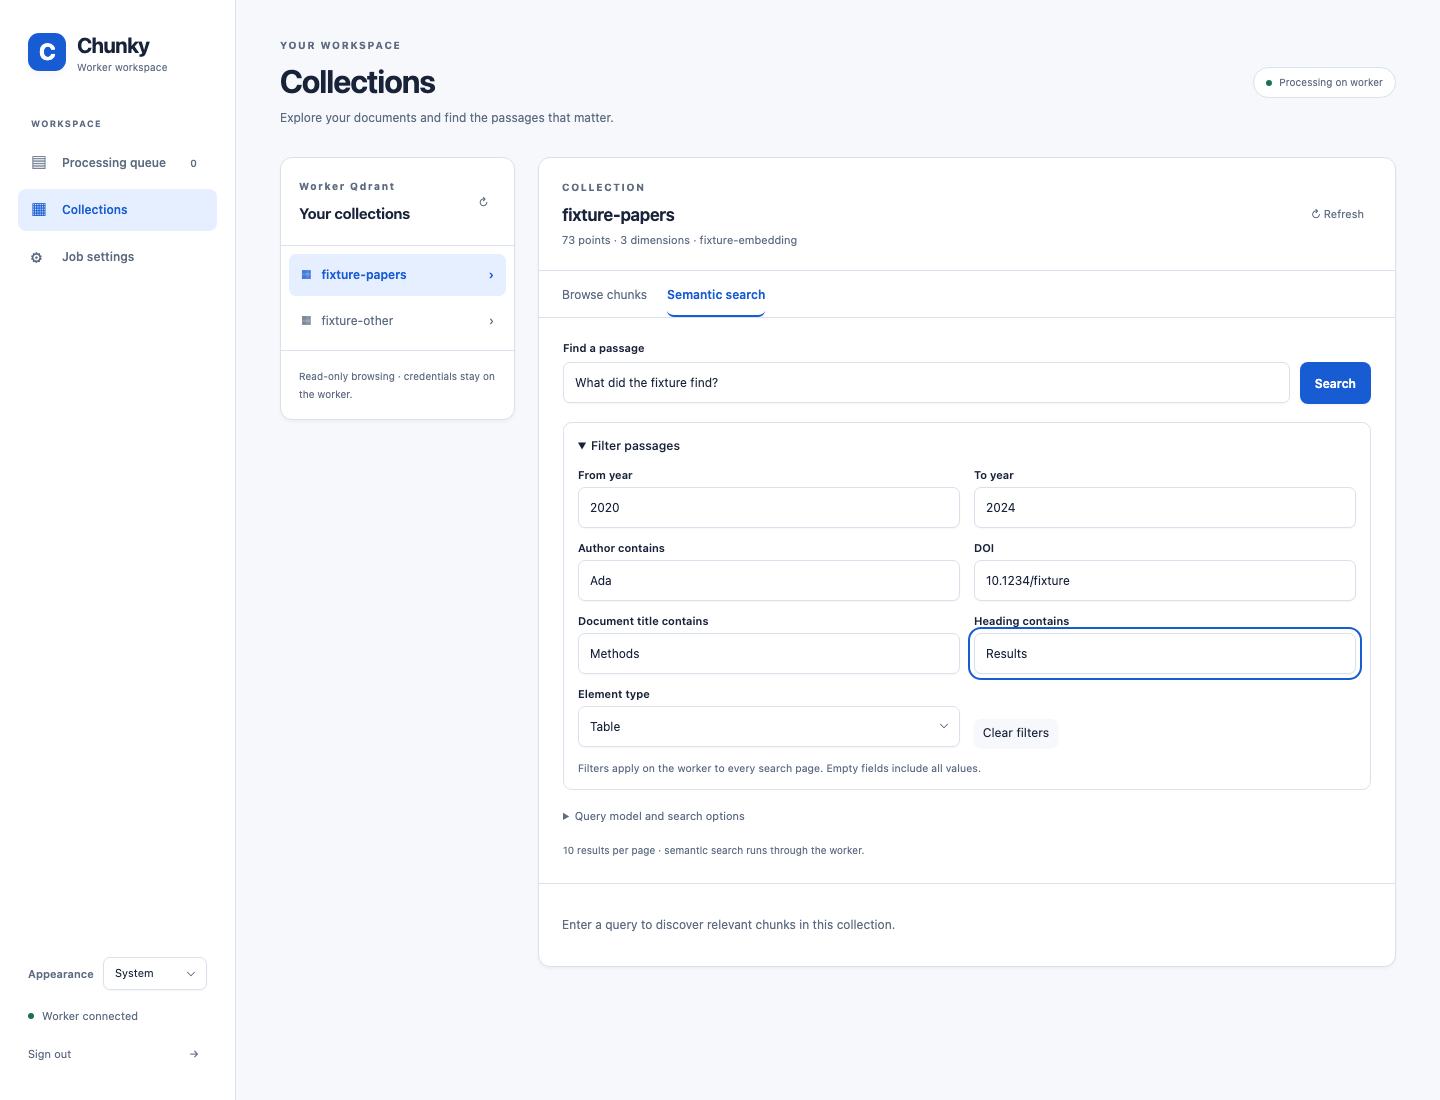 C
Chunky
Worker workspace
WORKSPACE
Processing queue 0
Collections
Job settings
Appearance System
Worker connected
Sign out →
YOUR WORKSPACE
Collections
Explore your documents and find the passages that matter.
Processing on worker
Worker Qdrant
Your collections
↻
fixture-papers ›
fixture-other ›
Read-only browsing · credentials stay on
the worker.
COLLECTION
fixture-papers
73 points · 3 dimensions · fixture-embedding
↻ Refresh
Browse chunks Semantic search
Find a passage
What did the fixture find? Search
▼ Filter passages
From year To year
2020 2024
Author contains DOI
Ada 10.1234/fixture
Document title contains Heading contains
Methods Results
Element type
Table Clear filters
Filters apply on the worker to every search page. Empty fields include all values.
▶ Query model and search options
10 results per page · semantic search runs through the worker.
Enter a query to discover relevant chunks in this collection.